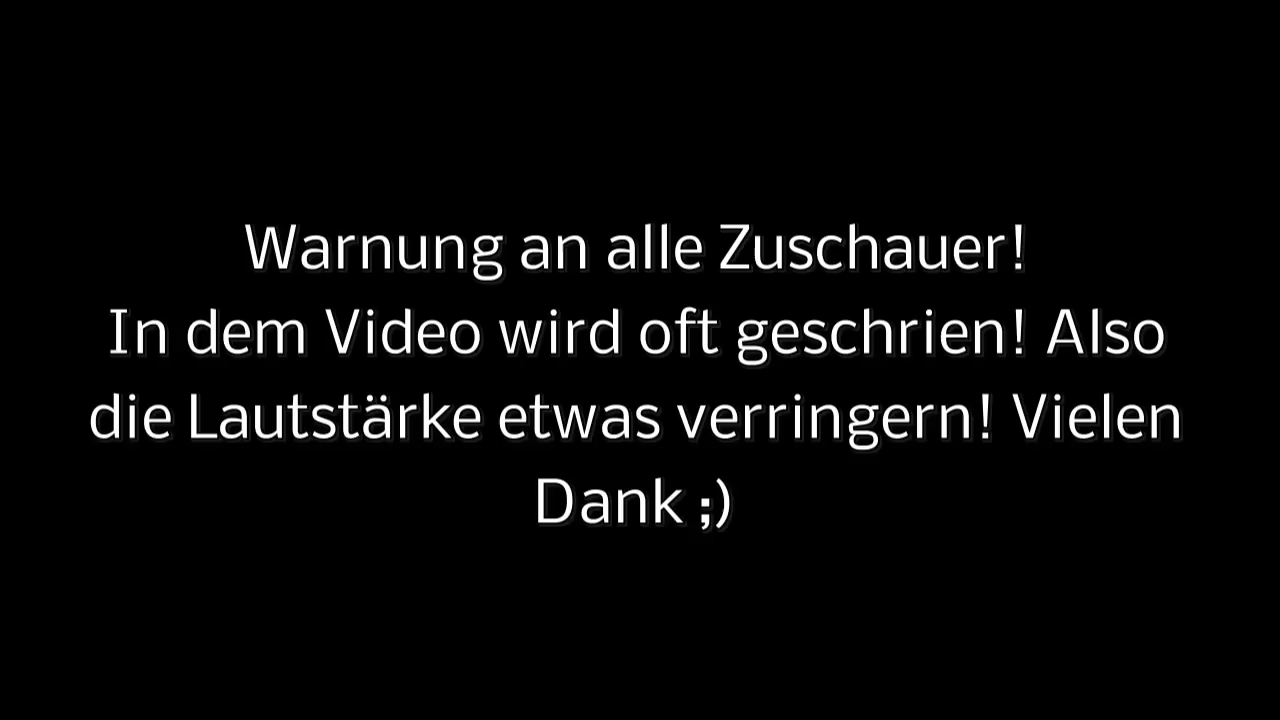 Warnung an alle Zuschauer!
In dem Video wird oft geschrien! Also
die Lautstärke etwas verringern! Vielen
Dank ;)